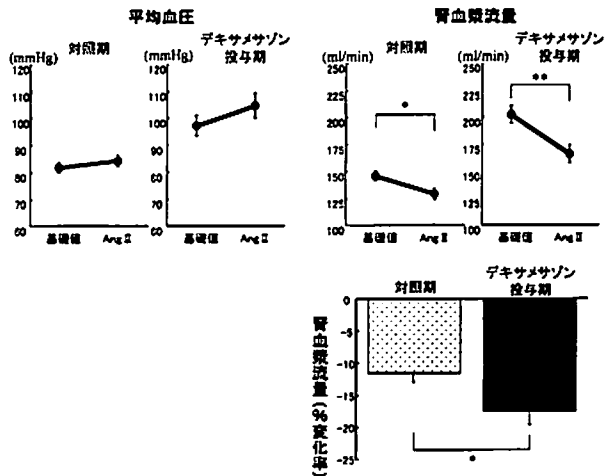 平均血圧
腎血漿流量
(mmHg)
対照期
(mmHg)
デキサメサゾン
投与期
(ml/min)
対照期
(ml/min)
デキサメサゾン
投与期
120
110
100
90
80
70
60
基礎値
Ang II
120
110
100
90
80
70
60
基礎値
Ang II
250
225
200
175
150
125
100
*
基礎値
Ang II
250
225
200
175
150
125
100
**
基礎値
Ang II
対照期
デキサメサゾン
投与期
腎血漿流量(%変化率)
0
-5
-10
-15
-20
-25
*